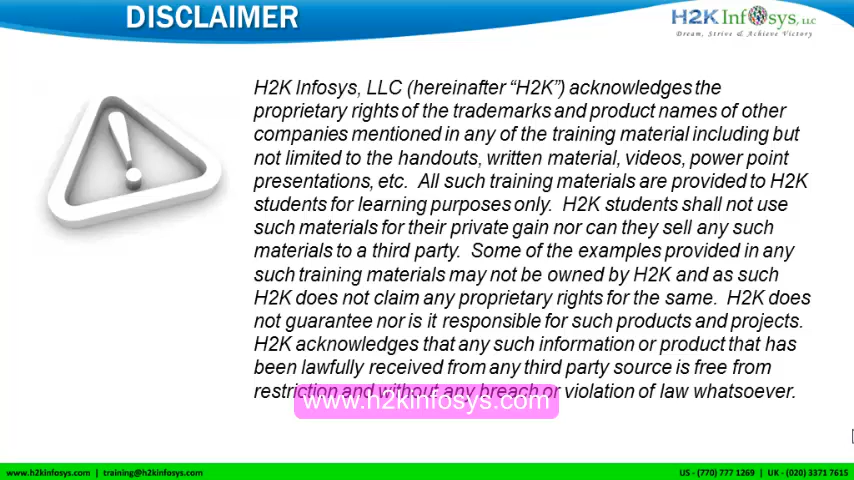 DISCLAIMER
H2K Infosys, LLC
Dream, Strive & Achieve Victory
H2K Infosys, LLC (hereinafter “H2K”) acknowledges the
proprietary rights of the trademarks and product names of other
companies mentioned in any of the training material including but
not limited to the handouts, written material, videos, power point
presentations, etc. All such training materials are provided to H2K
students for learning purposes only. H2K students shall not use
such materials for their private gain nor can they sell any such
materials to a third party. Some of the examples provided in any
such training materials may not be owned by H2K and as such
H2K does not claim any proprietary rights for the same. H2K does
not guarantee nor is it responsible for such products and projects.
H2K acknowledges that any such information or product that has
been lawfully received from any third party source is free from
restriction and without any breach or violation of law whatsoever.
www.h2kinfosys.com
www.h2kinfosys.com | training@h2kinfosys.com
US - (770) 777 1269 | UK - (020) 3371 7615